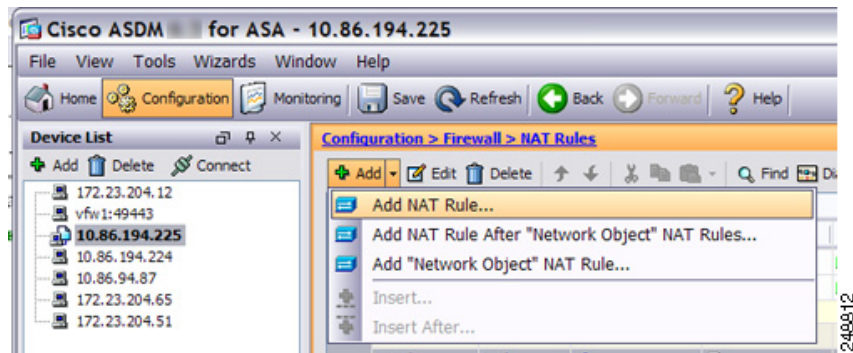 Cisco ASDM for ASA - 10.86.194.225
File View Tools Wizards Window Help
Home Configuration Monitoring Save Refresh Back Forward Help
Device List
Configuration > Firewall > NAT Rules
Add Delete Connect
Add Edit Delete Find
172.23.204.12
vfw1:49443
10.86.194.225
10.86.194.224
10.86.94.87
172.23.204.65
172.23.204.51
Add NAT Rule...
Add NAT Rule After "Network Object" NAT Rules...
Add "Network Object" NAT Rule...
Insert...
Insert After...
248812